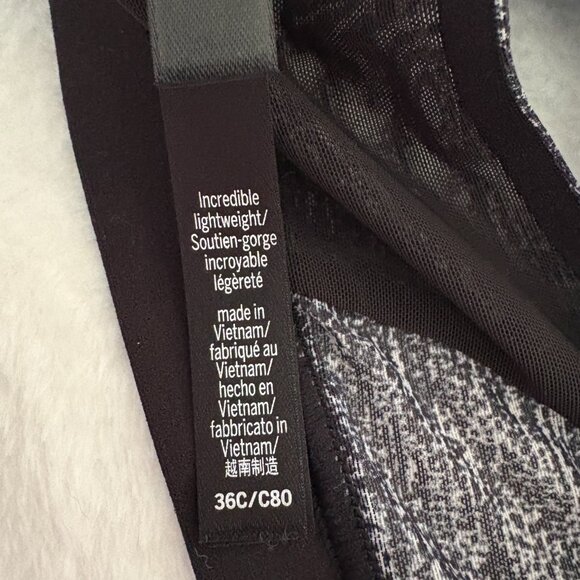 Incredible
lightweight/
Soutien-gorge
incroyable
légèreté
made in
Vietnam/
fabriqué au
Vietnam/
hecho en
Vietnam/
fabbricato in
Vietnam/
越南制造
36C/C80